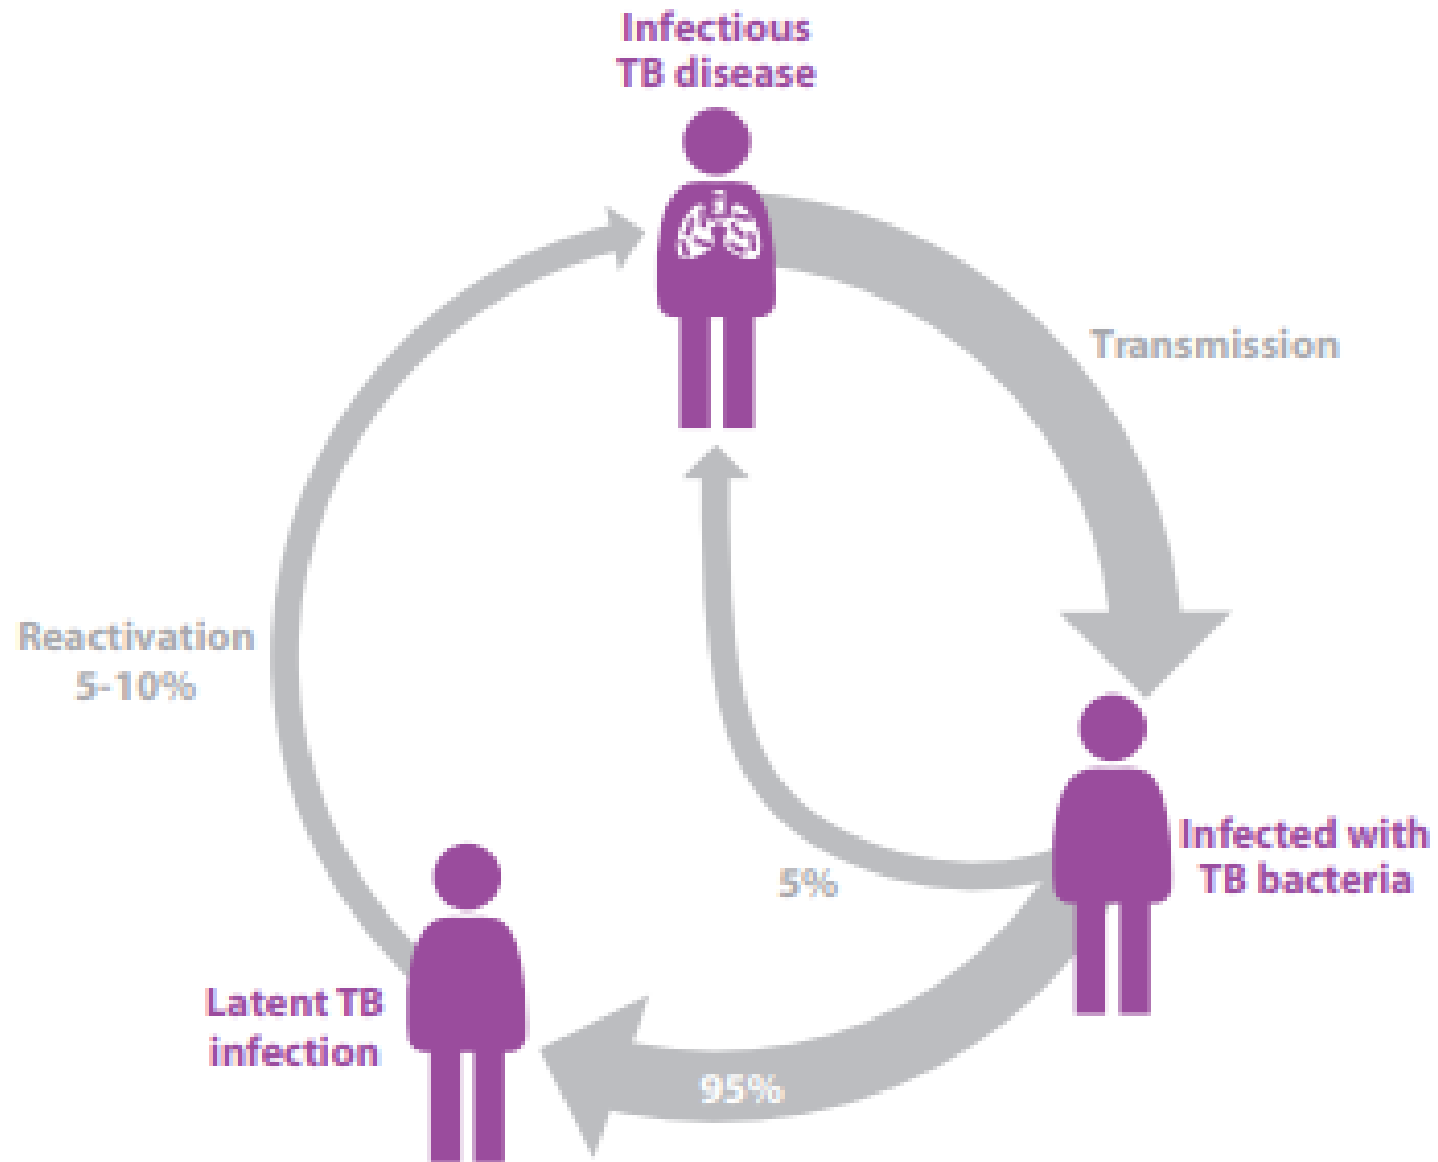 Infectious
TB disease
Transmission
Reactivation
5-10%
Infected with
TB bacteria
5%
Latent TB
infection
95%